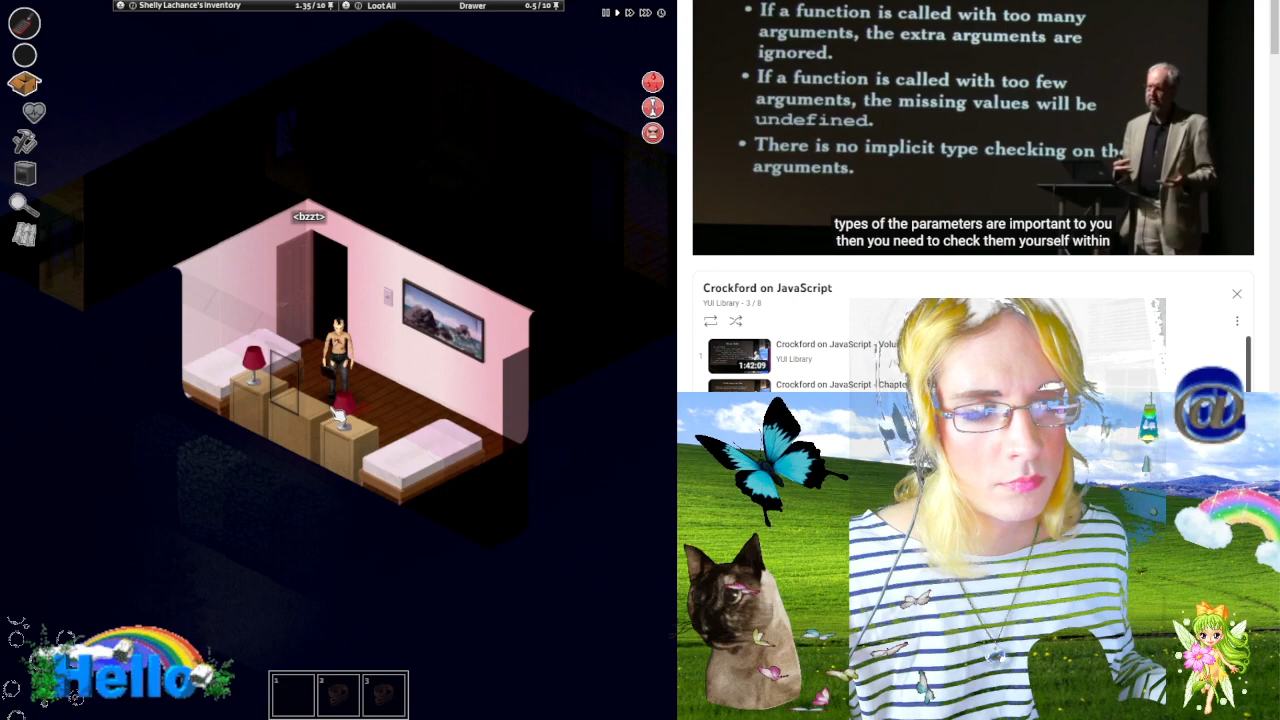 Shelly Lachance's Inventory
1.35 / 10
Loot All
Drawer
0.5 / 10
<bzzt>
1
2
3
Hello
• If a function is called with too many
arguments, the extra arguments are
ignored.
• If a function is called with too few
arguments, the missing values will be
undefined.
• There is no implicit type checking on the
arguments.
types of the parameters are important to you
then you need to check them yourself within
Crockford on JavaScript
YUI Library - 3 / 8
1
1:42:09
Crockford on JavaScript - Volu
YUI Library
Crockford on JavaScript - Chapte
@